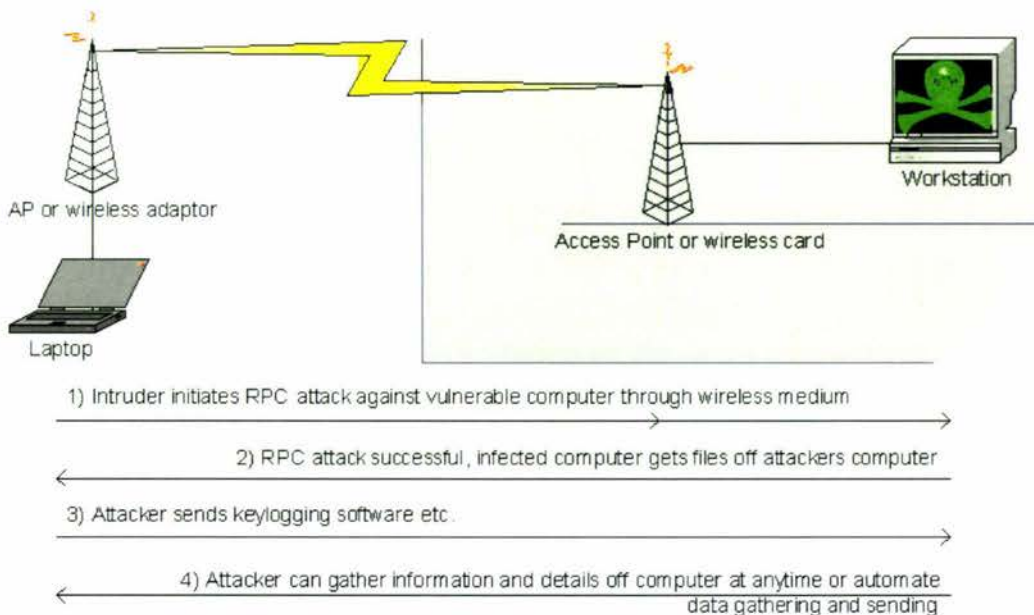 AP or wireless adaptor
Workstation
Access Point or wireless card
Laptop
1) Intruder initiates RPC attack against vulnerable computer through wireless medium
2) RPC attack successful, infected computer gets files off attackers computer
3) Attacker sends keylogging software etc.
4) Attacker can gather information and details off computer at anytime or automate
data gathering and sending